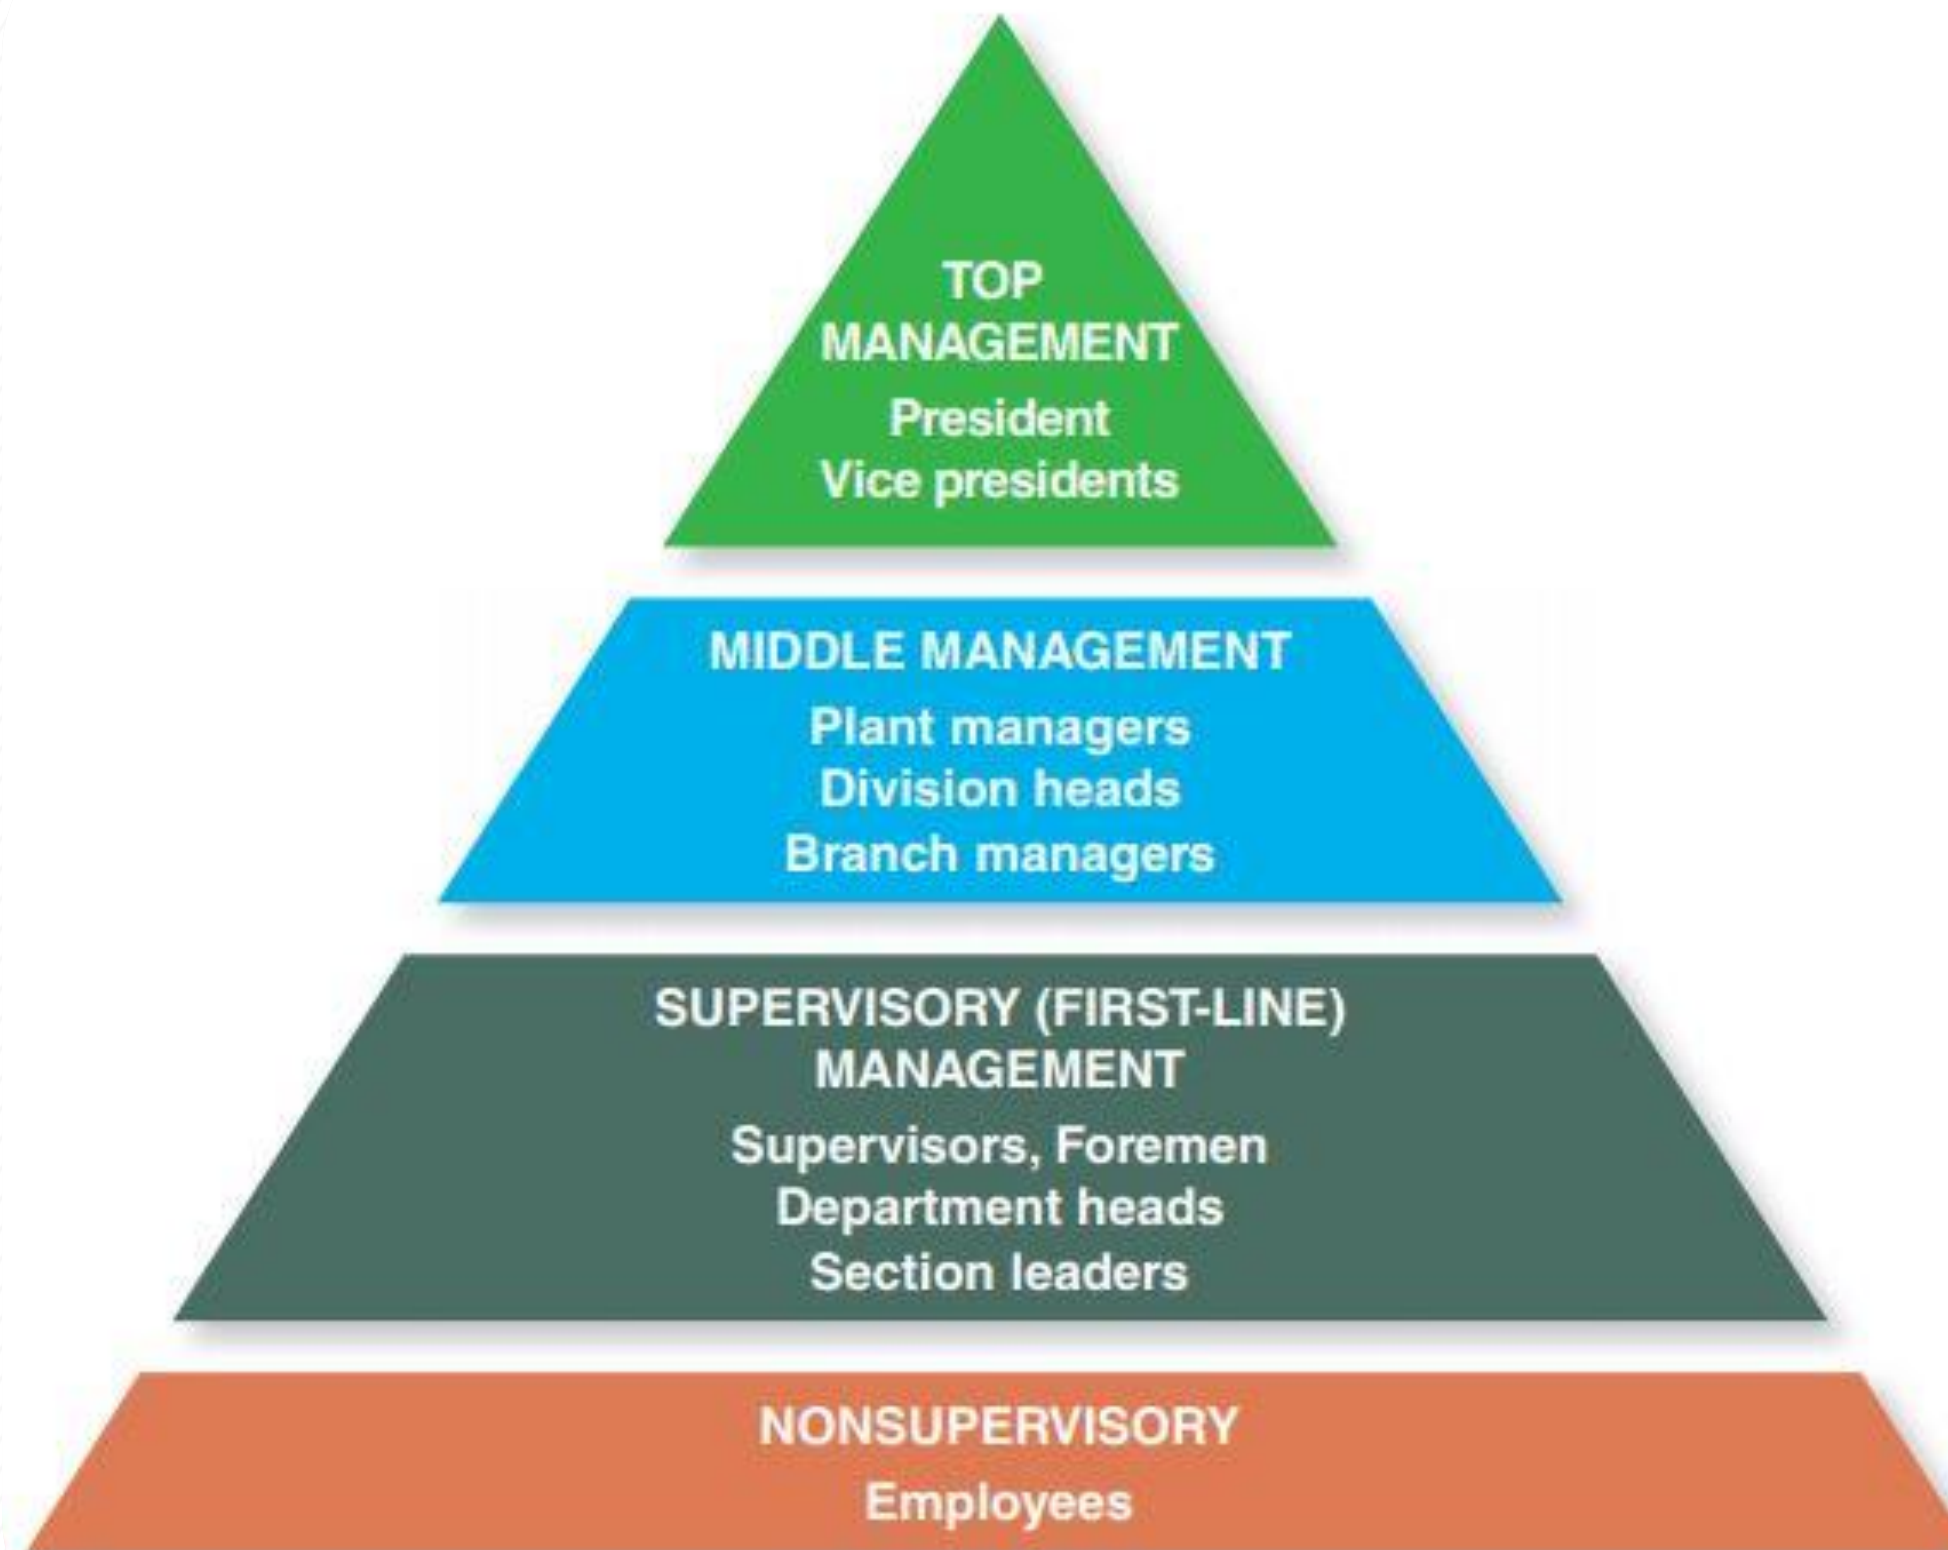 TOP
MANAGEMENT
President
Vice presidents
MIDDLE MANAGEMENT
Plant managers
Division heads
Branch managers
SUPERVISORY (FIRST-LINE)
MANAGEMENT
Supervisors, Foremen
Department heads
Section leaders
NONSUPERVISORY
Employees